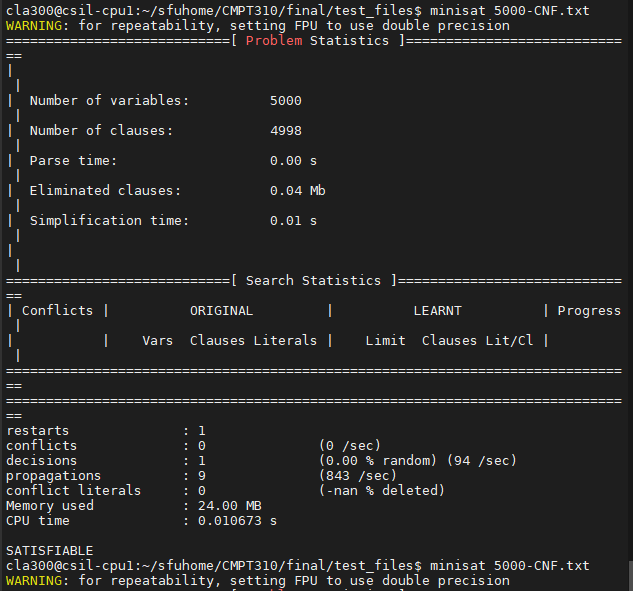 cla300@csil-cpu1:~/sfuhome/CMPT310/final/test_files$ minisat 5000-CNF.txt
WARNING: for repeatability, setting FPU to use double precision
============================[ Problem Statistics ]===========================
==
|
 |
|  Number of variables:          5000
 |
|  Number of clauses:            4998
 |
|  Parse time:                   0.00 s
 |
|  Eliminated clauses:           0.04 Mb
 |
|  Simplification time:          0.01 s
 |
|
 |
============================[ Search Statistics ]============================
==
| Conflicts |          ORIGINAL         |          LEARNT          | Progress
 |
|           |    Vars  Clauses Literals |    Limit  Clauses Lit/Cl |
 |
=============================================================================
==
=============================================================================
==
restarts              : 1
conflicts             : 0              (0 /sec)
decisions             : 1              (0.00 % random) (94 /sec)
propagations          : 9              (843 /sec)
conflict literals     : 0              (-nan % deleted)
Memory used           : 24.00 MB
CPU time              : 0.010673 s

SATISFIABLE
cla300@csil-cpu1:~/sfuhome/CMPT310/final/test_files$ minisat 5000-CNF.txt
WARNING: for repeatability, setting FPU to use double precision